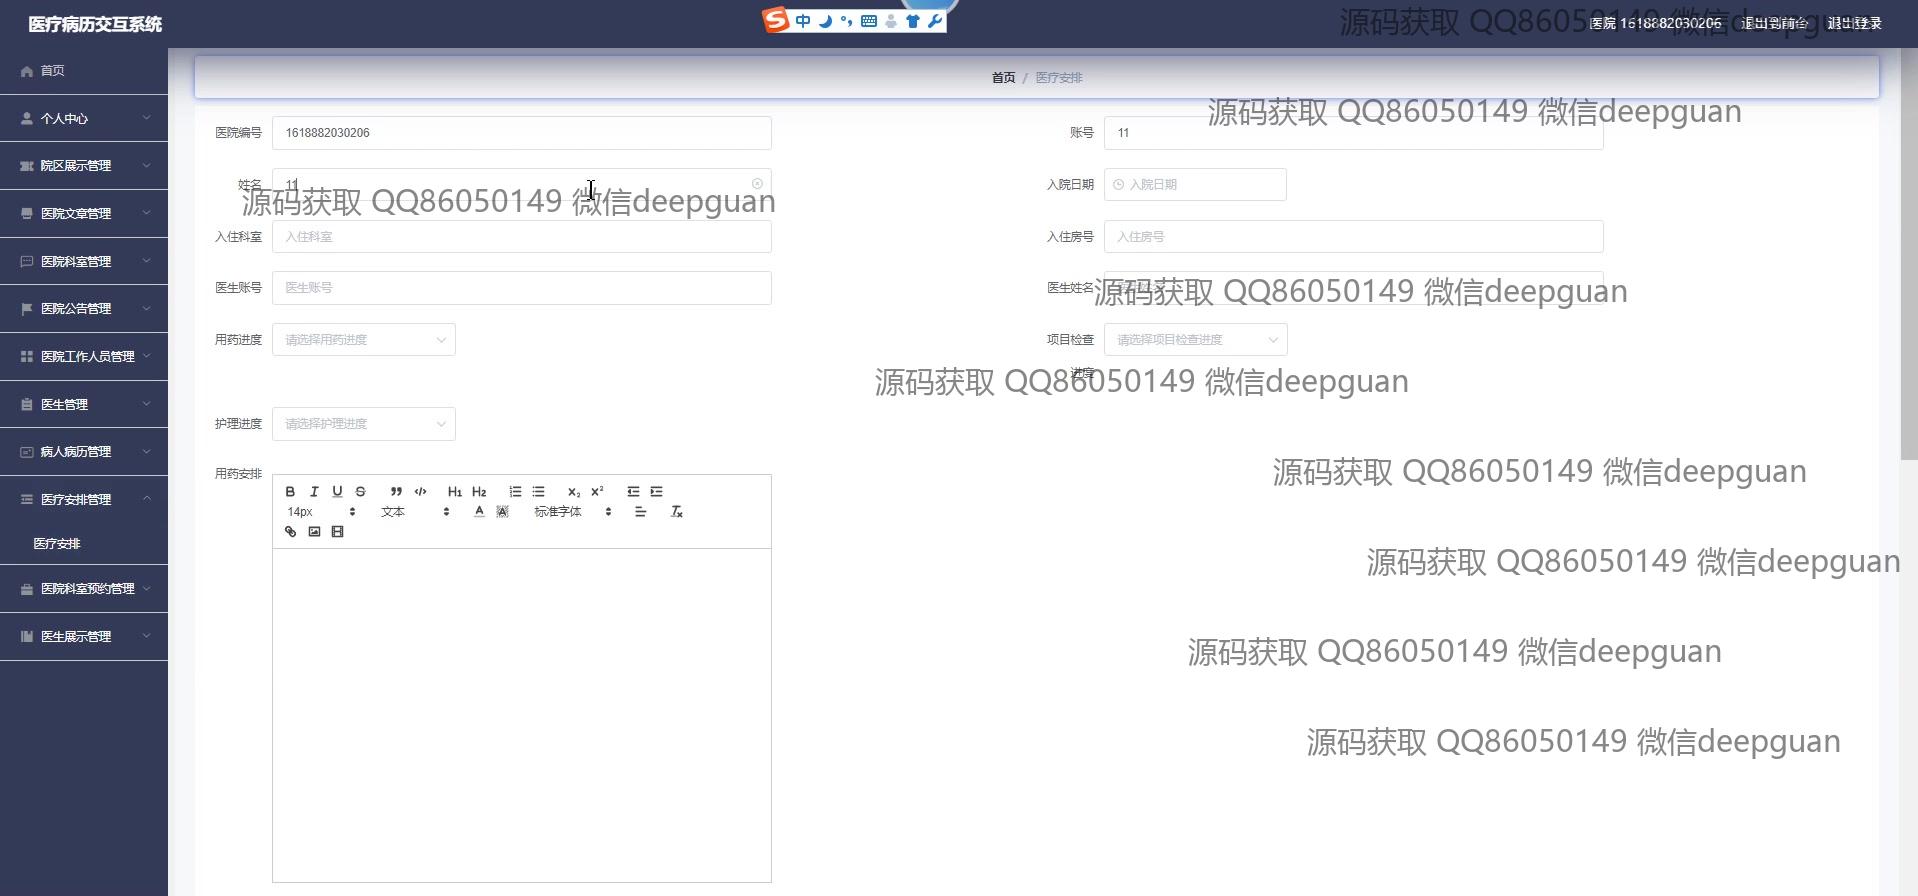 医疗病历交互系统
中
源码获取 QQ86050149 微信deepguan
医院 1618882030206 退出到前台 退出登录
首页
个人中心
院区展示管理
医院文章管理
医院科室管理
医院公告管理
医院工作人员管理
医生管理
病人病历管理
医疗安排管理
医疗安排
医院科室预约管理
医生展示管理
首页 / 医疗安排
源码获取 QQ86050149 微信deepguan
医院编号 1618882030206
账号 11
姓名 11
入院日期 入院日期
源码获取 QQ86050149 微信deepguan
入住科室 入住科室
入住房号 入住房号
医生账号 医生账号
医生姓名
源码获取 QQ86050149 微信deepguan
用药进度 请选择用药进度
项目检查进度 请选择项目检查进度
源码获取 QQ86050149 微信deepguan
护理进度 请选择护理进度
用药安排
B I U S H1 H2 X2 X2
14px 文本 A A 标准字体 Tx
源码获取 QQ86050149 微信deepguan
源码获取 QQ86050149 微信deepguan
源码获取 QQ86050149 微信deepguan
源码获取 QQ86050149 微信deepguan